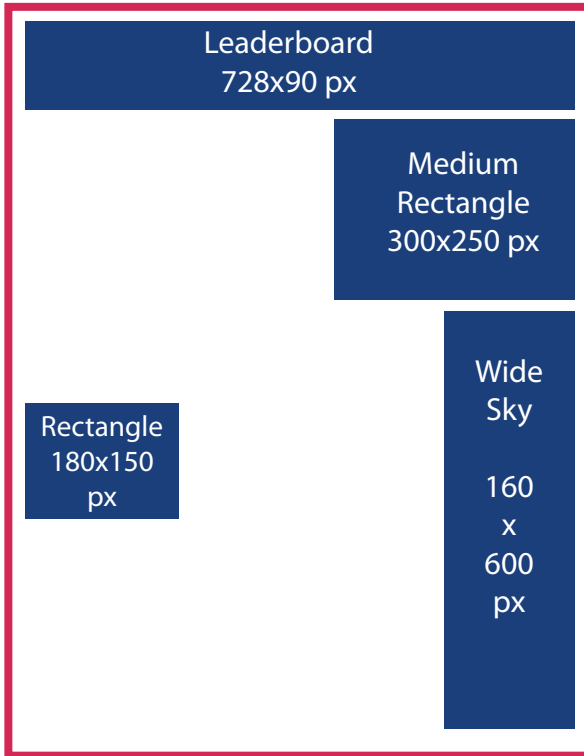 Leaderboard
728x90 px
Medium
Rectangle
300x250 px
Wide
Sky
160
x
600
px
Rectangle
180x150
px